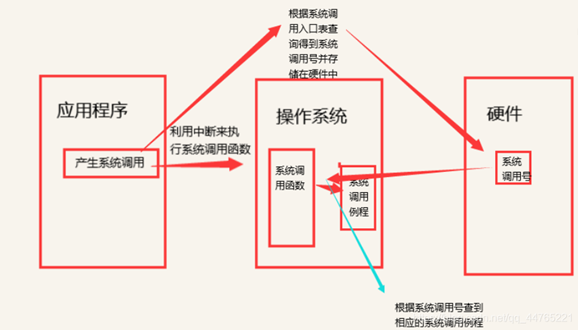 根据系统调
用入口表查
询得到系统
调用号并存
储在硬件中
应用程序
产生系统调用
利用中断来执
行系统调用函数
操作系统
系统调
用函数
系统
调用
例程
硬件
系统
调用号
根据系统调用号查到
相应的系统调用例程